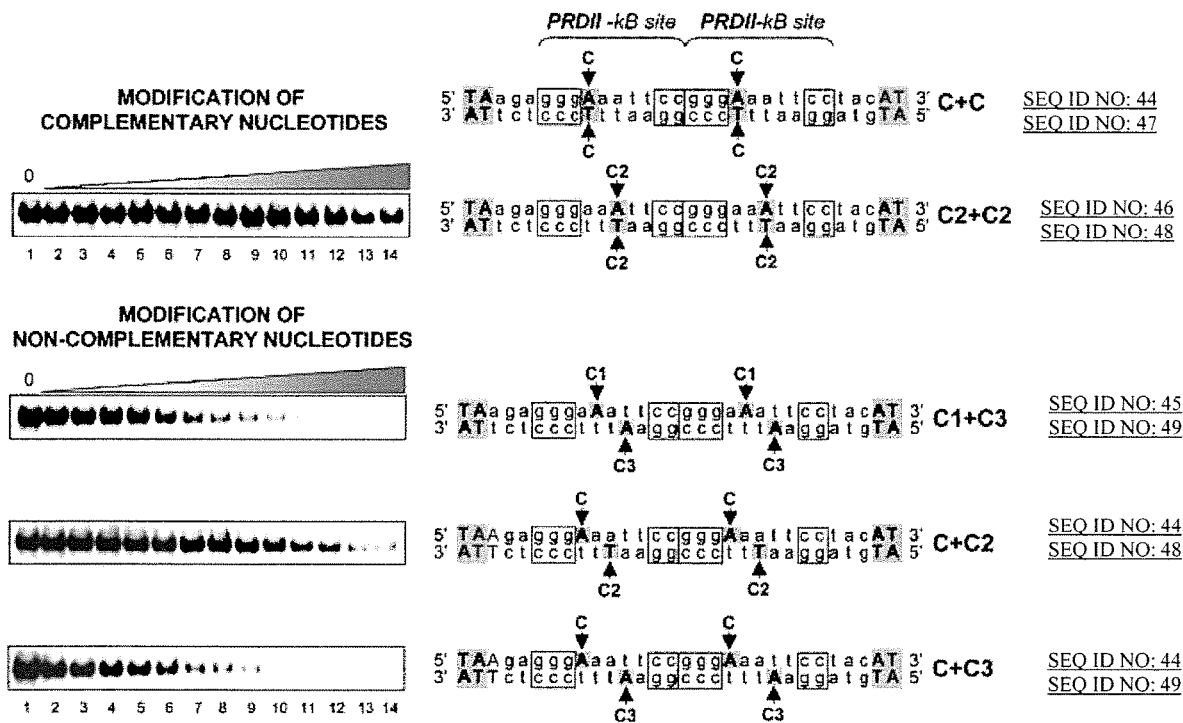 PRDII -kB site PRDII-kB site
MODIFICATION OF
COMPLEMENTARY NUCLEOTIDES
0
1 2 3 4 5 6 7 8 9 10 11 12 13 14
C C
5' TAagagggAaattccgggAaattcctacAT 3'
3' ATtctcccTttaaggcccTttaaggatgTA 5'
C C
C+C
SEQ ID NO: 44
SEQ ID NO: 47
C2 C2
5' TAagagggaaAttccgggaaAttcctacAT 3'
3' ATtctcccttTaaggcccttTaaggatgTA 5'
C2 C2
C2+C2
SEQ ID NO: 46
SEQ ID NO: 48
MODIFICATION OF
NON-COMPLEMENTARY NUCLEOTIDES
0
C1 C1
5' TAagagggaAattccgggaAattcctacAT 3'
3' ATtctccctttAaggccctttAaggatgTA 5'
C3 C3
C1+C3
SEQ ID NO: 45
SEQ ID NO: 49
C C
5' TAAgagggAaattccgggAaattcctacAT 3'
3' ATTctcccttTaaggcccttTaaggatgTA 5'
C2 C2
C+C2
SEQ ID NO: 44
SEQ ID NO: 48
C C
5' TAAgagggAaattccgggAaattcctacAT 3'
3' ATTctccctttAaggccctttAaggatgTA 5'
C3 C3
C+C3
SEQ ID NO: 44
SEQ ID NO: 49
1 2 3 4 5 6 7 8 9 10 11 12 13 14